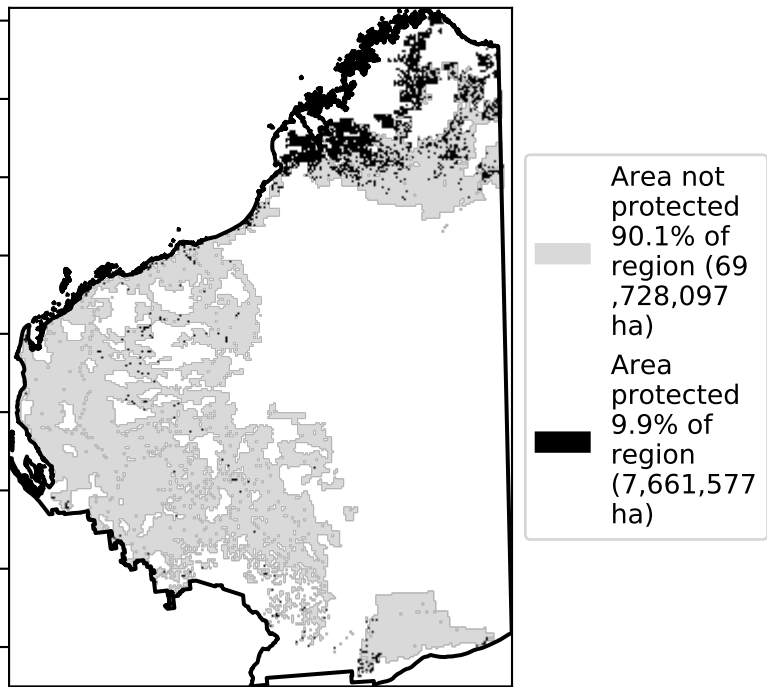 Area not
protected
90.1% of
region (69
,728,097
ha)
Area
protected
9.9% of
region
(7,661,577
ha)